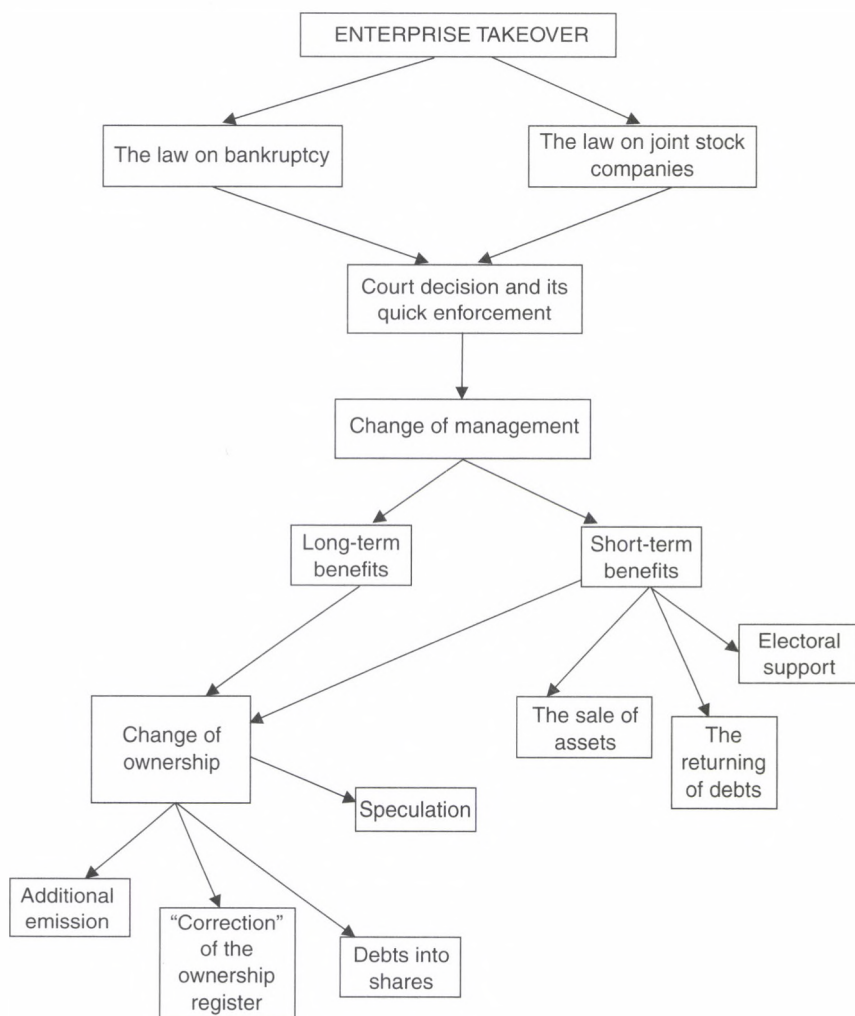 ENTERPRISE TAKEOVER
The law on bankruptcy
The law on joint stock
companies
Court decision and its
quick enforcement
Change of management
Long-term
benefits
Short-term
benefits
Electoral
support
The sale of
assets
The
returning
of debts
Change of
ownership
Speculation
Additional
emission
“Correction”
of the
ownership
register
Debts into
shares